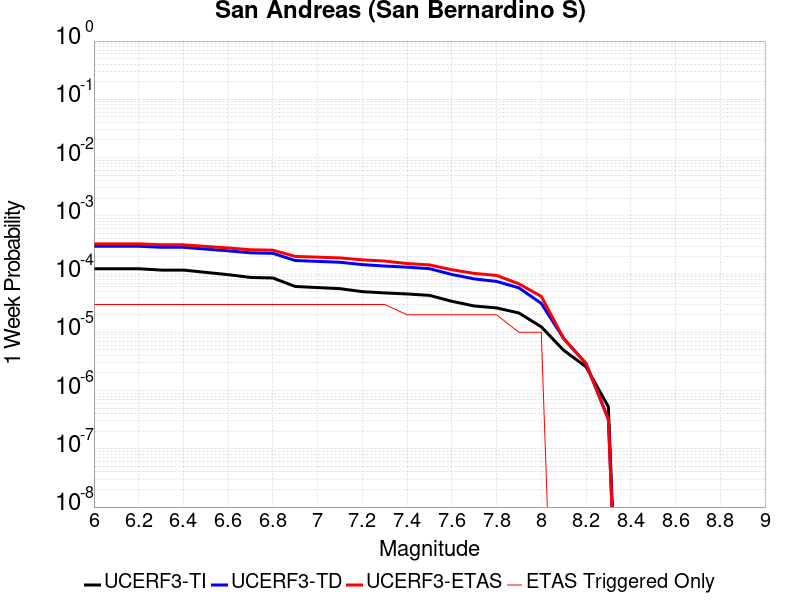 San Andreas (San Bernardino S)
10^0
10^-1
10^-2
10^-3
10^-4
10^-5
10^-6
10^-7
10^-8
1 Week Probability
6 6.2 6.4 6.6 6.8 7 7.2 7.4 7.6 7.8 8 8.2 8.4 8.6 8.8 9
Magnitude
UCERF3-TI UCERF3-TD UCERF3-ETAS ETAS Triggered Only